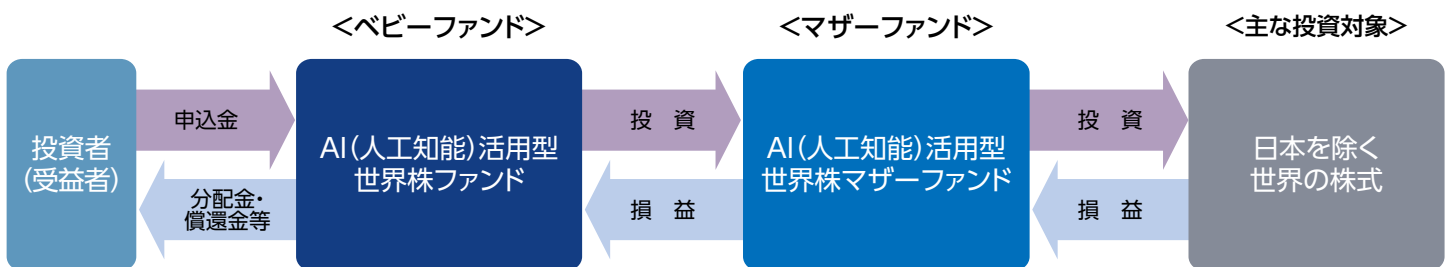 <ベビーファンド>
<マザーファンド>
<主な投資対象>
投資者
(受益者)
申込金
分配金・
償還金等
AI(人工知能)活用型
世界株ファンド
投 資
損 益
AI(人工知能)活用型
世界株マザーファンド
投 資
損 益
日本を除く
世界の株式